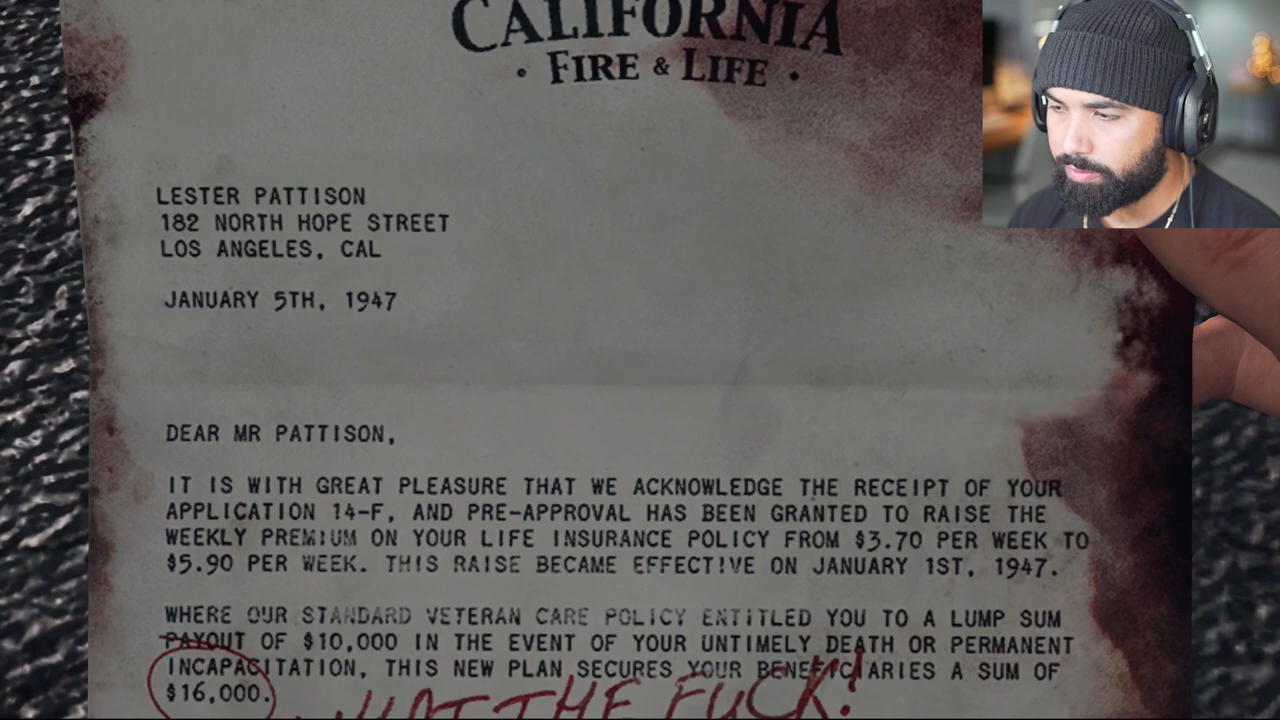 CALIFORNIA
· FIRE & LIFE ·
LESTER PATTISON
182 NORTH HOPE STREET
LOS ANGELES, CAL
JANUARY 5TH, 1947
DEAR MR PATTISON,
IT IS WITH GREAT PLEASURE THAT WE ACKNOWLEDGE THE RECEIPT OF YOUR
APPLICATION 14-F, AND PRE-APPROVAL HAS BEEN GRANTED TO RAISE THE
WEEKLY PREMIUM ON YOUR LIFE INSURANCE POLICY FROM $3.70 PER WEEK TO
$5.90 PER WEEK. THIS RAISE BECAME EFFECTIVE ON JANUARY 1ST, 1947.
WHERE OUR STANDARD VETERAN CARE POLICY ENTITLED YOU TO A LUMP SUM
PAYOUT OF $10,000 IN THE EVENT OF YOUR UNTIMELY DEATH OR PERMANENT
INCAPACITATION, THIS NEW PLAN SECURES YOUR BENEFICIARIES A SUM OF
$16,000.
WHAT THE FUCK!